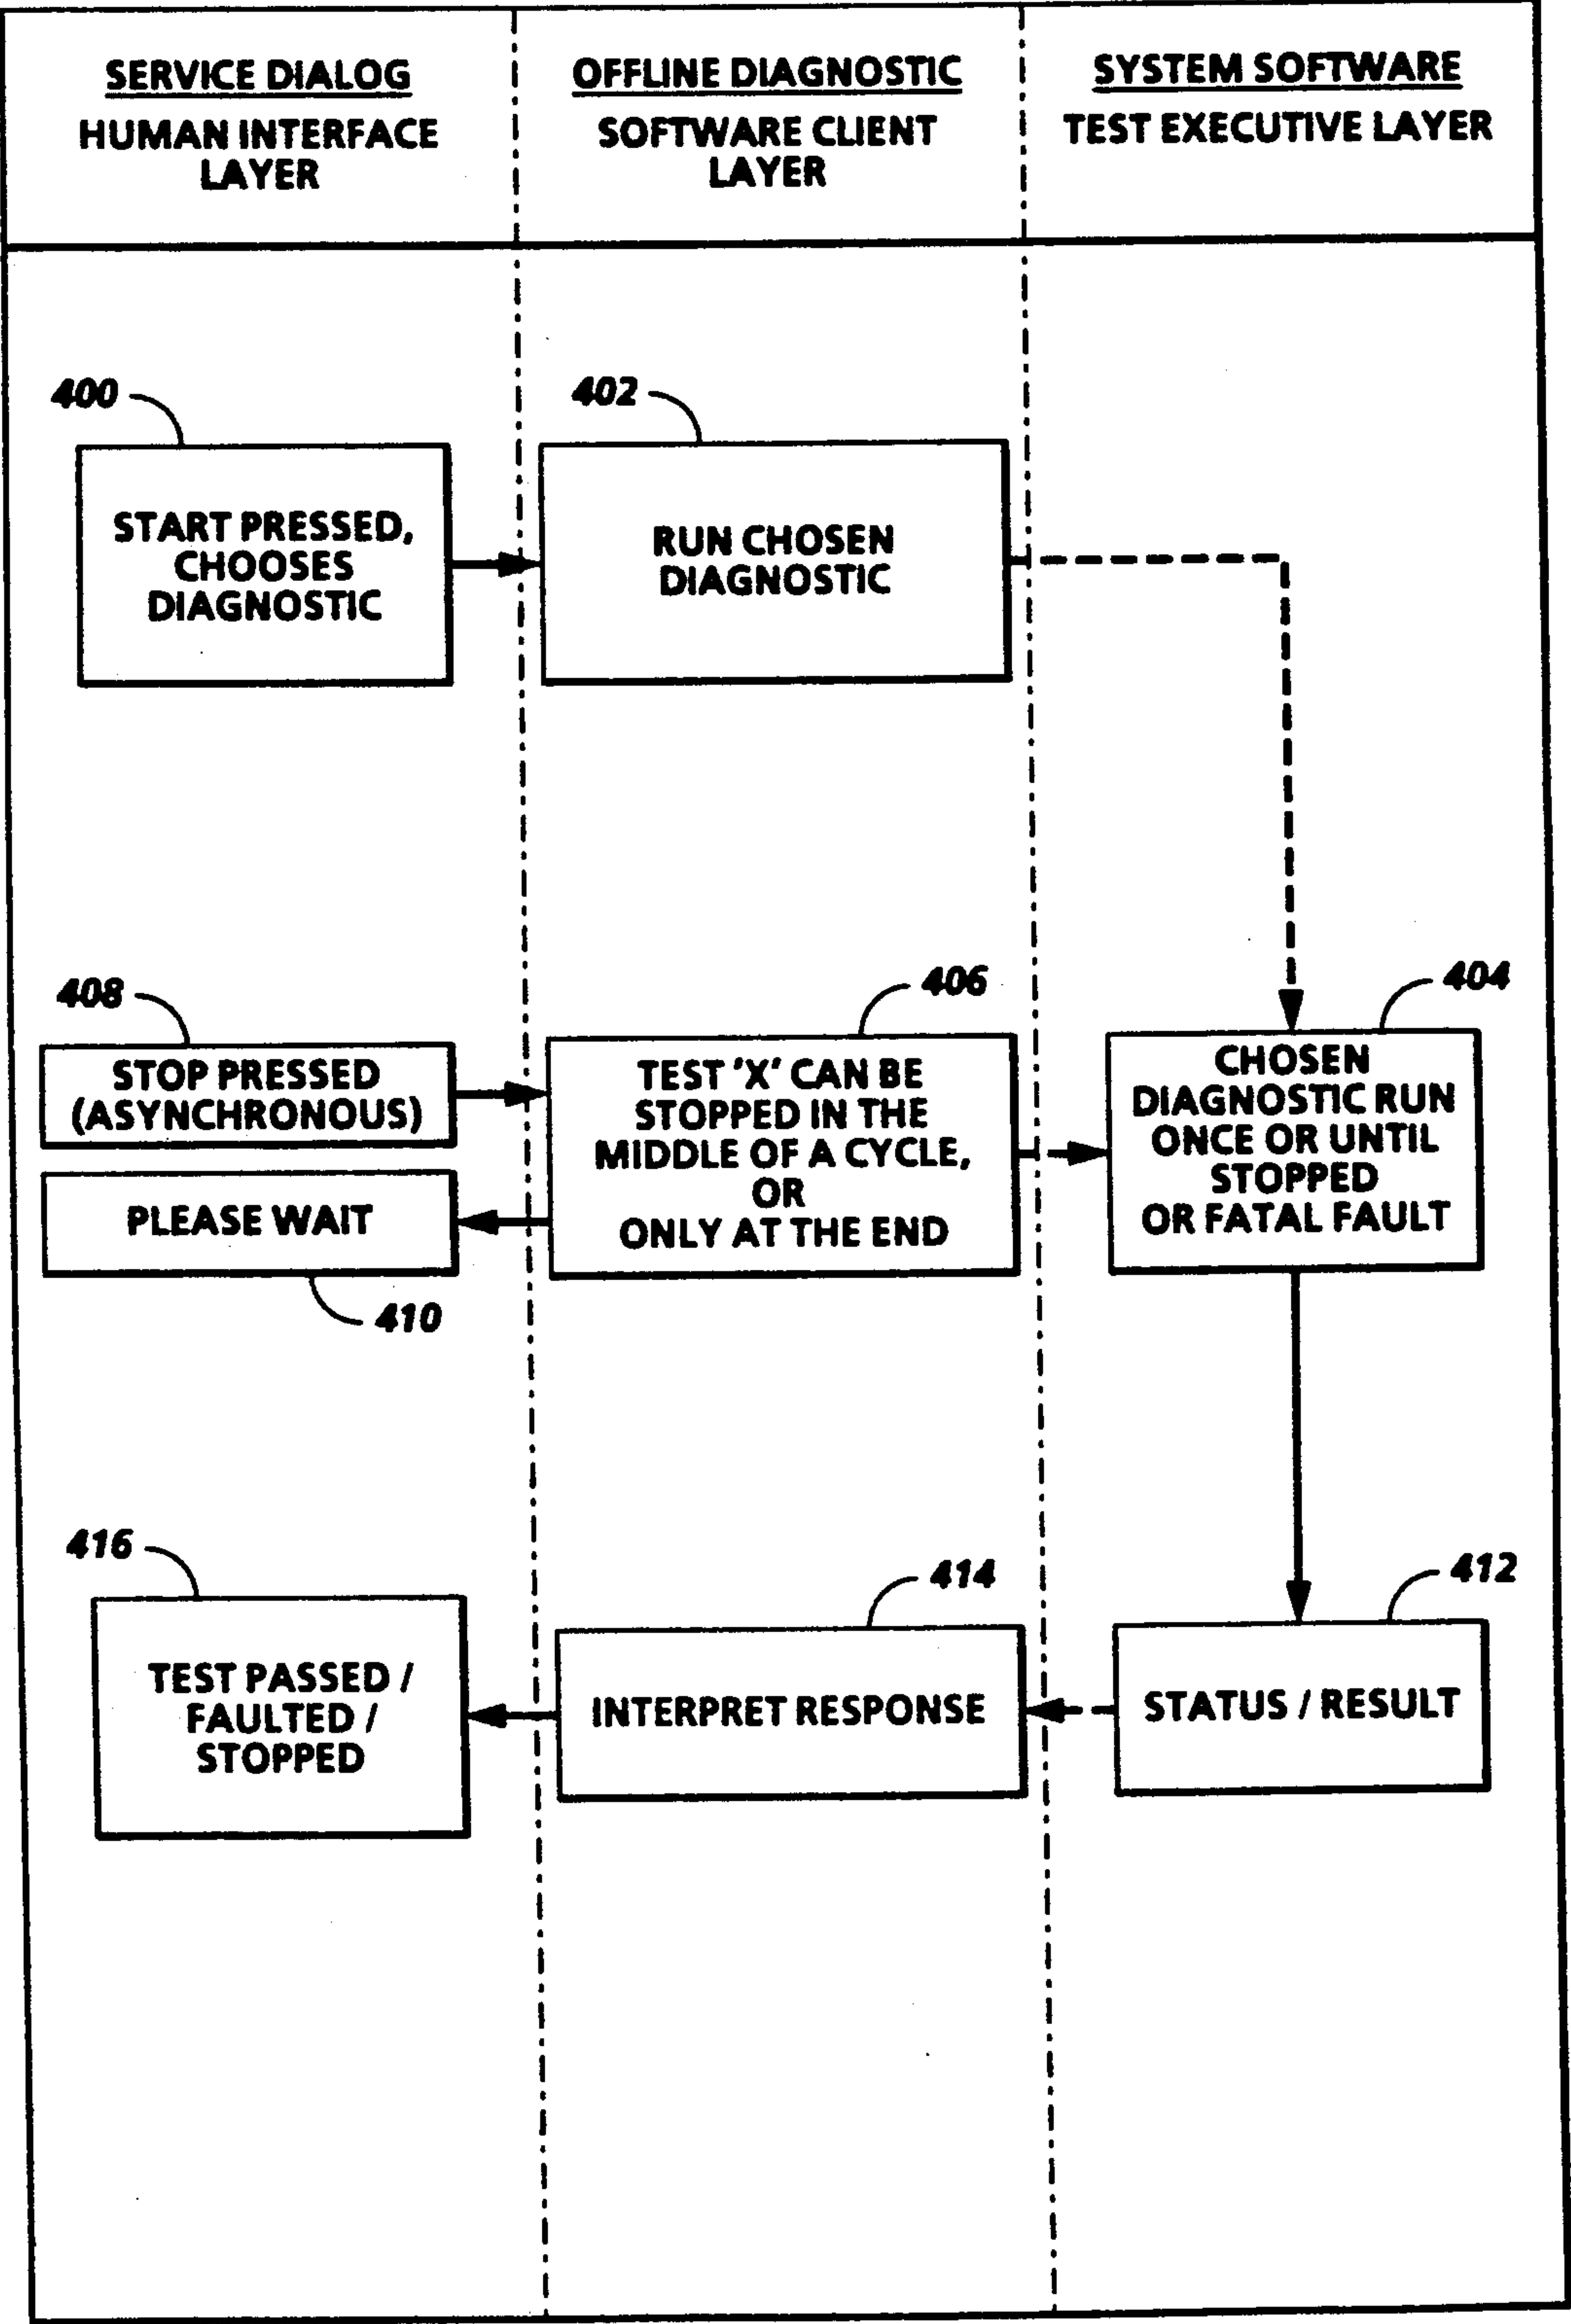 SERVICE DIALOG
HUMAN INTERFACE
LAYER
OFFLINE DIAGNOSTIC
SOFTWARE CLIENT
LAYER
SYSTEM SOFTWARE
TEST EXECUTIVE LAYER
400
START PRESSED,
CHOOSES
DIAGNOSTIC
402
RUN CHOSEN
DIAGNOSTIC
408
STOP PRESSED
(ASYNCHRONOUS)
PLEASE WAIT
410
406
TEST 'X' CAN BE
STOPPED IN THE
MIDDLE OF A CYCLE,
OR
ONLY AT THE END
404
CHOSEN
DIAGNOSTIC RUN
ONCE OR UNTIL
STOPPED
OR FATAL FAULT
416
TEST PASSED /
FAULTED /
STOPPED
414
INTERPRET RESPONSE
412
STATUS / RESULT